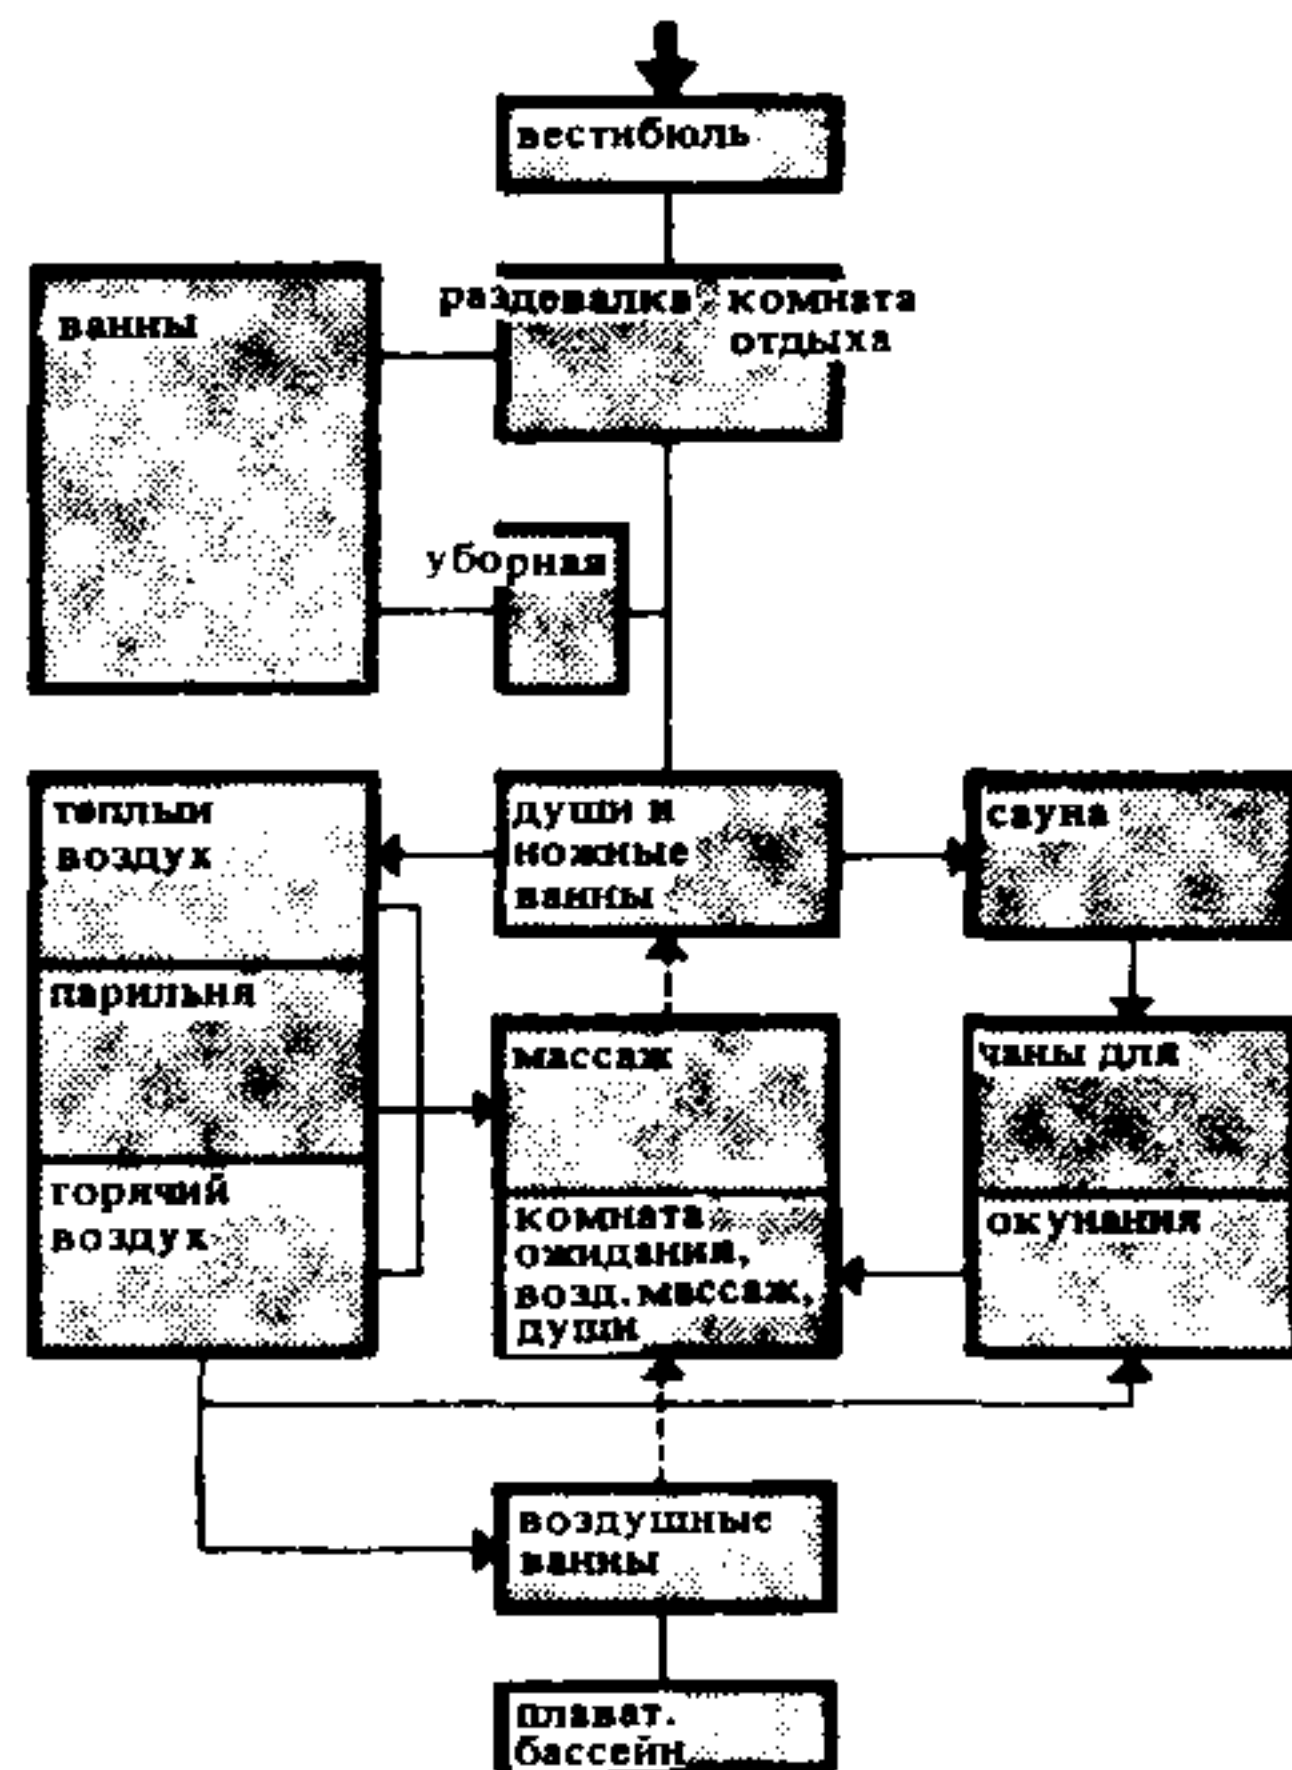 вестибюль
ванны
раздевалка комната
отдыха
уборная
теплый
воздух
души и
ножные
ванны
сауна
парильня
массаж
чаны для
горячий
воздух
комната
ожидания,
возд.массаж,
души
окунания
воздушные
ванны
плават.
бассейн